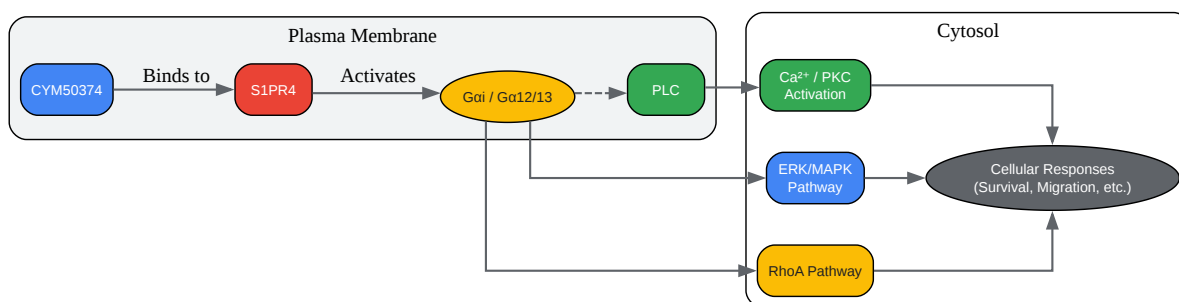 Plasma Membrane
Cytosol
CYM50374
Binds to
S1PR4
Activates
Gαi / Gα12/13
PLC
Ca²⁺ / PKC
Activation
ERK/MAPK
Pathway
Cellular Responses
(Survival, Migration, etc.)
RhoA Pathway